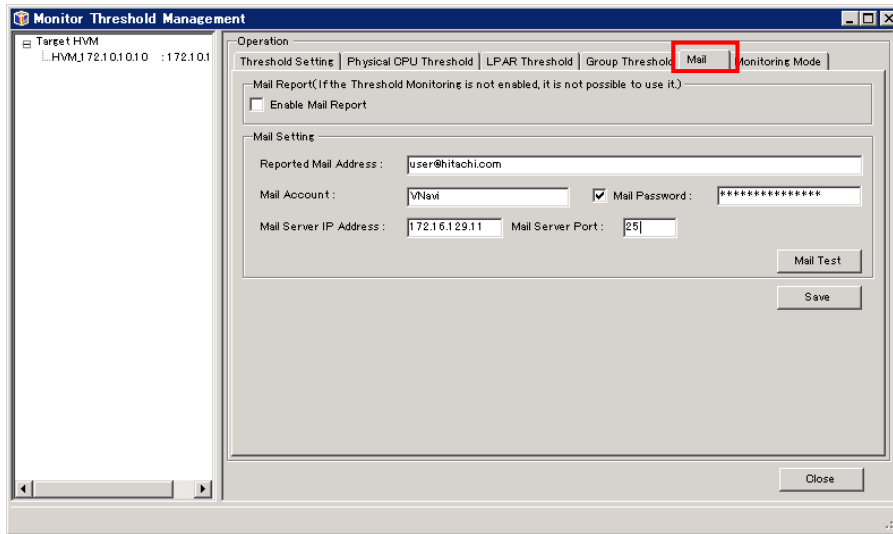 Monitor Threshold Management
Target HVM
HVM_172.10.10.10 :172.10.1
Operation
Threshold Setting Physical CPU Threshold LPAR Threshold Group Threshold Mail Monitoring Mode
Mail Report(If the Threshold Monitoring is not enabled, it is not possible to use it.)
Enable Mail Report
Mail Setting
Reported Mail Address : user@hitachi.com
Mail Account : VNavi Mail Password : ***************
Mail Server IP Address : 172.16.129.11 Mail Server Port : 25
Mail Test
Save
Close